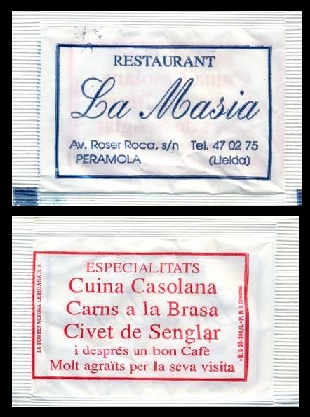 RESTAURANT
La Masia
Av. Roser Roca, s/n Tel. 47 02 75
PERAMOLA (Lleida)
ESPECIALITATS
Cuina Casolana
Carns a la Brasa
Civet de Senglar
i després un bon Cafè
Molt agraïts per la seva visita